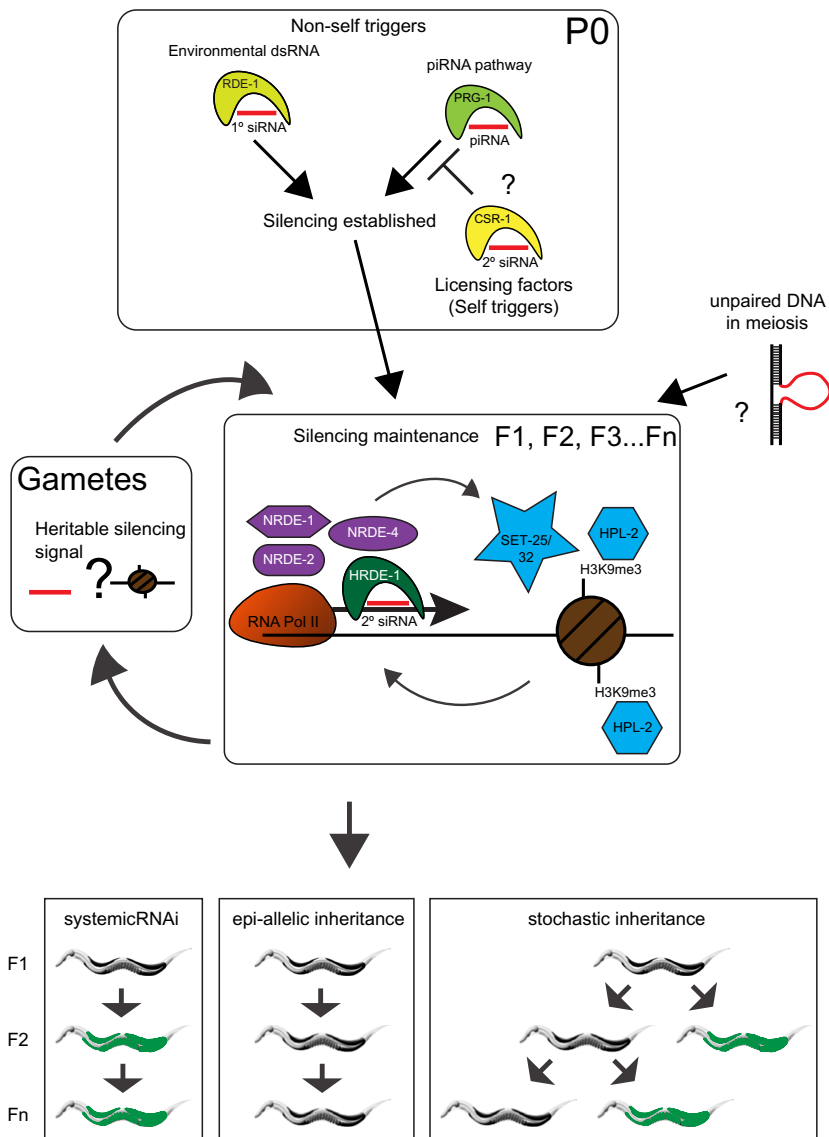 Non-self triggers
P0
Environmental dsRNA
piRNA pathway
RDE-1
1º siRNA
PRG-1
piRNA
?
Silencing established
CSR-1
2º siRNA
Licensing factors
(Self triggers)
unpaired DNA
in meiosis
?
Silencing maintenance
F1, F2, F3...Fn
Gametes
Heritable silencing
signal
?
NRDE-1
NRDE-4
NRDE-2
HRDE-1
2º siRNA
RNA Pol II
SET-25/
32
HPL-2
H3K9me3
H3K9me3
HPL-2
systemicRNAi
epi-allelic inheritance
stochastic inheritance
F1
F2
Fn